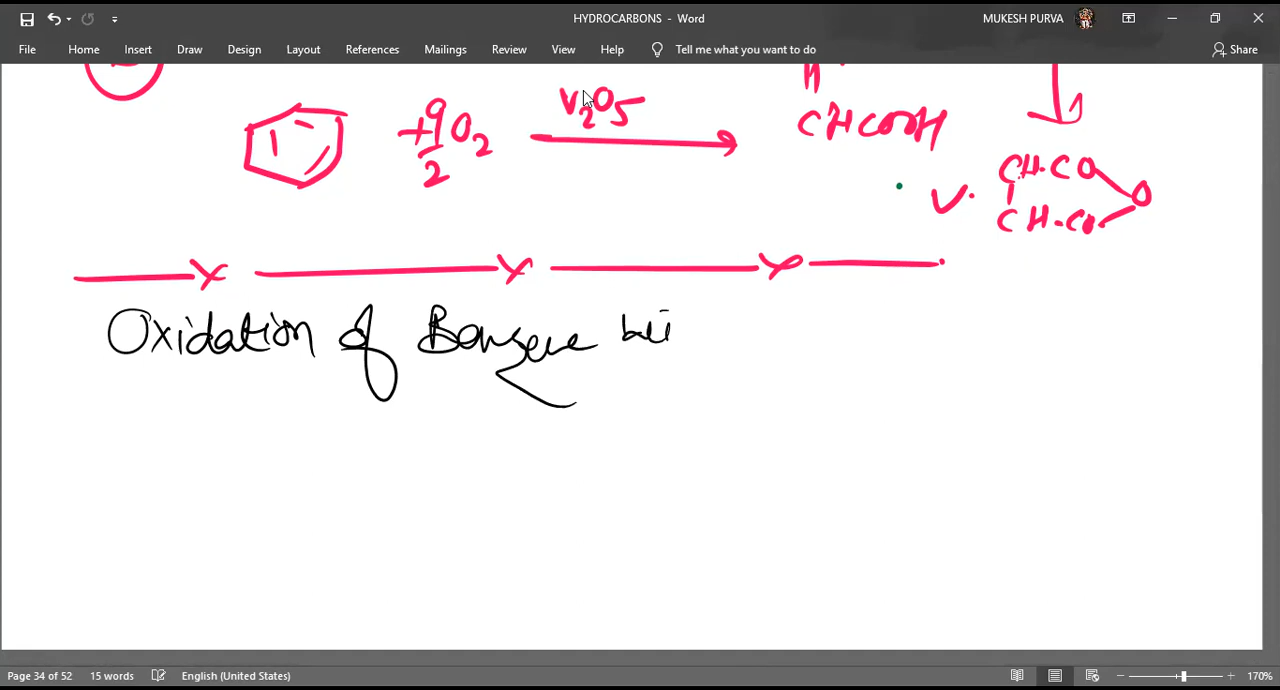 HYDROCARBONS - Word
MUKESH PURVA
File Home Insert Draw Design Layout References Mailings Review View Help Tell me what you want to do Share
+9/2 O2 V2O5 CHCOOH
CH.CO
O
V.
CH.CO
Oxidation of Benzene
Page 34 of 52 15 words English (United States) 170%